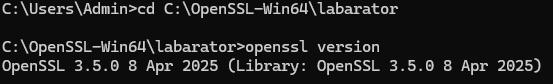 C:\Users\Admin>cd C:\OpenSSL-Win64\labarator
C:\OpenSSL-Win64\labarator>openssl version
OpenSSL 3.5.0 8 Apr 2025 (Library: OpenSSL 3.5.0 8 Apr 2025)